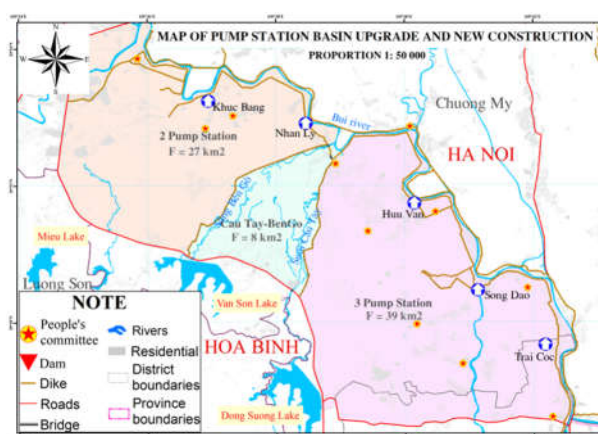 MAP OF PUMP STATION BASIN UPGRADE AND NEW CONSTRUCTION
PROPORTION 1: 50 000
N
W
E
S
Khuc Bang
Nhan Ly
Bui river
Chuong My
2 Pump Station
F = 27 km2
HA NOI
Cau Tay-BenGo
F = 8 km2
Huu Van
Mieu Lake
Luong Son
Van Son Lake
Song Dao
3 Pump Station
F = 39 km2
HOA BINH
Trai Coc
Dong Suong Lake
NOTE
People's
committee
Dam
Dike
Roads
Bridge
Rivers
Residential
District
boundaries
Province
boundaries